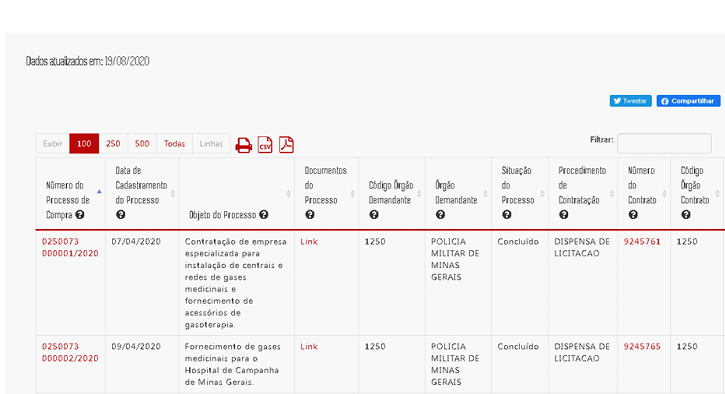 Dados atualizados em: 19/08/2020
Tweetar Compartilhar
Exibir 100 250 500 Todas Linhas CSV Filtrar:
Número do Processo de Compra
Data de Cadastramento do Processo
Objeto do Processo
Documentos do Processo
Código Órgão Demandante
Órgão Demandante
Situação do Processo
Procedimento de Contratação
Número do Contrato
Código Órgão Contrato
0250073 000001/2020
07/04/2020
Contratação de empresa
especializada para
instalação de centrais e
redes de gases
medicinais e
fornecimento de
acessórios de
gasoterapia.
Link
1250
POLICIA
MILITAR DE
MINAS
GERAIS
Concluído
DISPENSA DE
LICITACAO
9245761
1250
0250073 000002/2020
09/04/2020
Fornecimento de gases
medicinais para o
Hospital de Campanha
de Minas Gerais.
Link
1250
POLICIA
MILITAR DE
MINAS
GERAIS
Concluído
DISPENSA DE
LICITACAO
9245765
1250